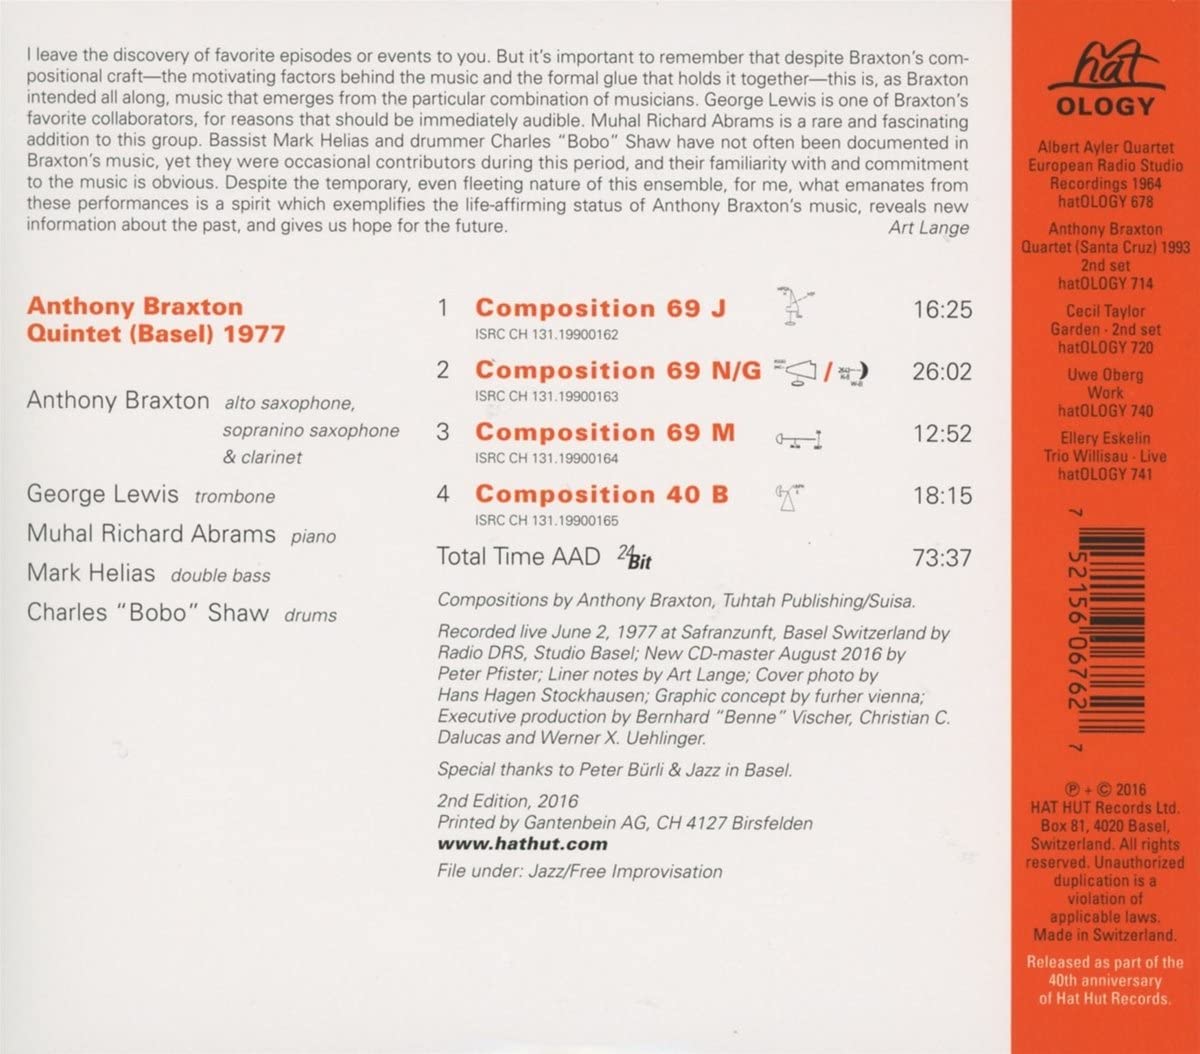 I leave the discovery of favorite episodes or events to you. But it's important to remember that despite Braxton's com-
positional craft—the motivating factors behind the music and the formal glue that holds it together—this is, as Braxton
intended all along, music that emerges from the particular combination of musicians. George Lewis is one of Braxton's
favorite collaborators, for reasons that should be immediately audible. Muhal Richard Abrams is a rare and fascinating
addition to this group. Bassist Mark Helias and drummer Charles “Bobo” Shaw have not often been documented in
Braxton's music, yet they were occasional contributors during this period, and their familiarity with and commitment
to the music is obvious. Despite the temporary, even fleeting nature of this ensemble, for me, what emanates from
these performances is a spirit which exemplifies the life-affirming status of Anthony Braxton's music, reveals new
information about the past, and gives us hope for the future. Art Lange
Anthony Braxton
Quintet (Basel) 1977
Anthony Braxton alto saxophone,
sopranino saxophone
& clarinet
George Lewis trombone
Muhal Richard Abrams piano
Mark Helias double bass
Charles “Bobo” Shaw drums
1 Composition 69 J 16:25
ISRC CH 131.19900162
2 Composition 69 N/G / 26:02
ISRC CH 131.19900163
3 Composition 69 M 12:52
ISRC CH 131.19900164
4 Composition 40 B 18:15
ISRC CH 131.19900165
Total Time AAD 24Bit 73:37
Compositions by Anthony Braxton, Tuhtah Publishing/Suisa.
Recorded live June 2, 1977 at Safranzunft, Basel Switzerland by
Radio DRS, Studio Basel; New CD-master August 2016 by
Peter Pfister; Liner notes by Art Lange; Cover photo by
Hans Hagen Stockhausen; Graphic concept by furher vienna;
Executive production by Bernhard “Benne” Vischer, Christian C.
Dalucas and Werner X. Uehlinger.
Special thanks to Peter Bürli & Jazz in Basel.
2nd Edition, 2016
Printed by Gantenbein AG, CH 4127 Birsfelden
www.hathut.com
File under: Jazz/Free Improvisation
hat
OLOGY
Albert Ayler Quartet
European Radio Studio
Recordings 1964
hatOLOGY 678
Anthony Braxton
Quartet (Santa Cruz) 1993
2nd set
hatOLOGY 714
Cecil Taylor
Garden · 2nd set
hatOLOGY 720
Uwe Oberg
Work
hatOLOGY 740
Ellery Eskelin
Trio Willisau · Live
hatOLOGY 741
7 52156 06762 7
℗ + © 2016
HAT HUT Records Ltd.
Box 81, 4020 Basel,
Switzerland. All rights
reserved. Unauthorized
duplication is a
violation of
applicable laws.
Made in Switzerland.
Released as part of the
40th anniversary
of Hat Hut Records.